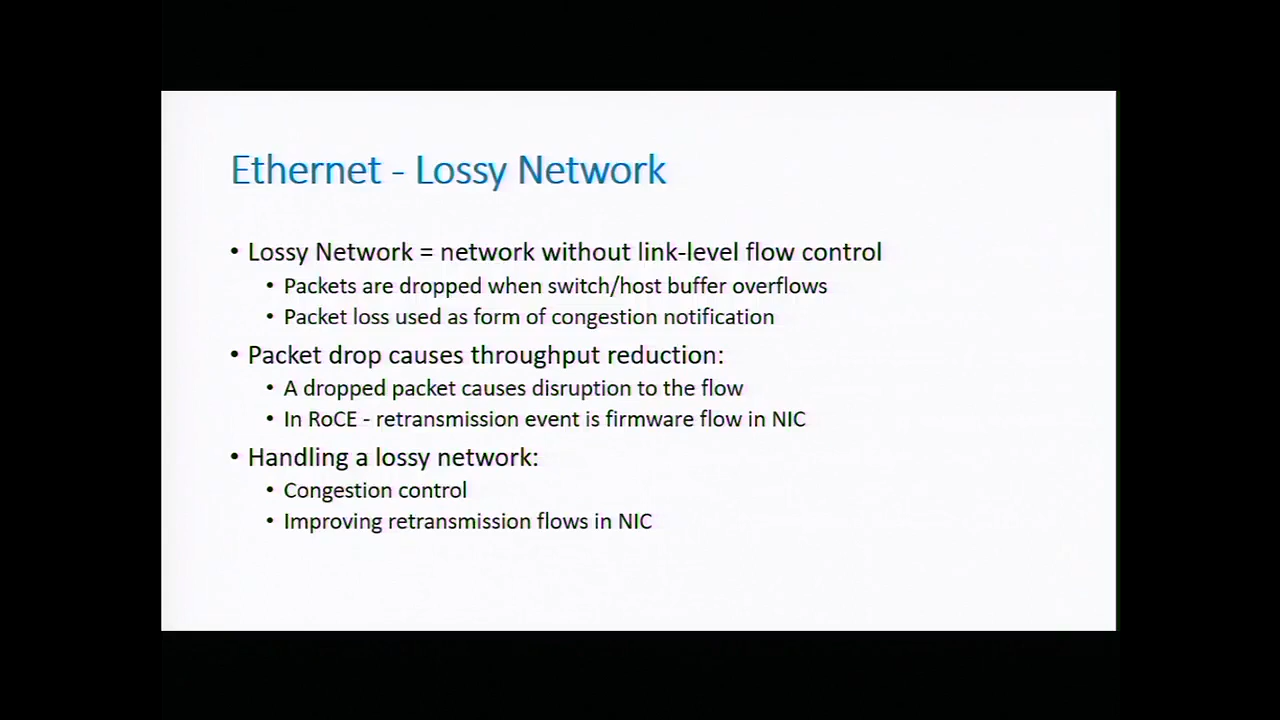 Ethernet - Lossy Network
• Lossy Network = network without link-level flow control
• Packets are dropped when switch/host buffer overflows
• Packet loss used as form of congestion notification
• Packet drop causes throughput reduction:
• A dropped packet causes disruption to the flow
• In RoCE - retransmission event is firmware flow in NIC
• Handling a lossy network:
• Congestion control
• Improving retransmission flows in NIC